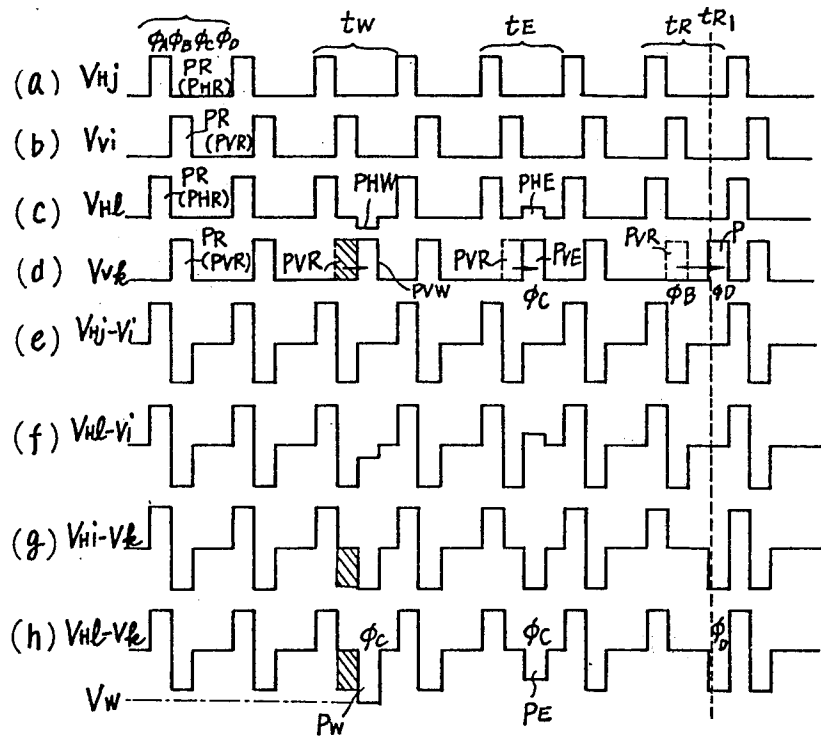 tW tE tR tR1
ΦA ΦB ΦC ΦD
(a) VHj PR (PHR)
(b) Vvi PR (PVR)
(c) VHl PR (PHR) PHW PHE
(d) Vvk PR (PVR) PVR PVW PVR PVE PVR P
ΦC ΦB ΦD
(e) VHj-Vi
(f) VHl-Vi
(g) VHi-Vk
(h) VHl-Vk ΦC ΦC ΦD
VW PW PE